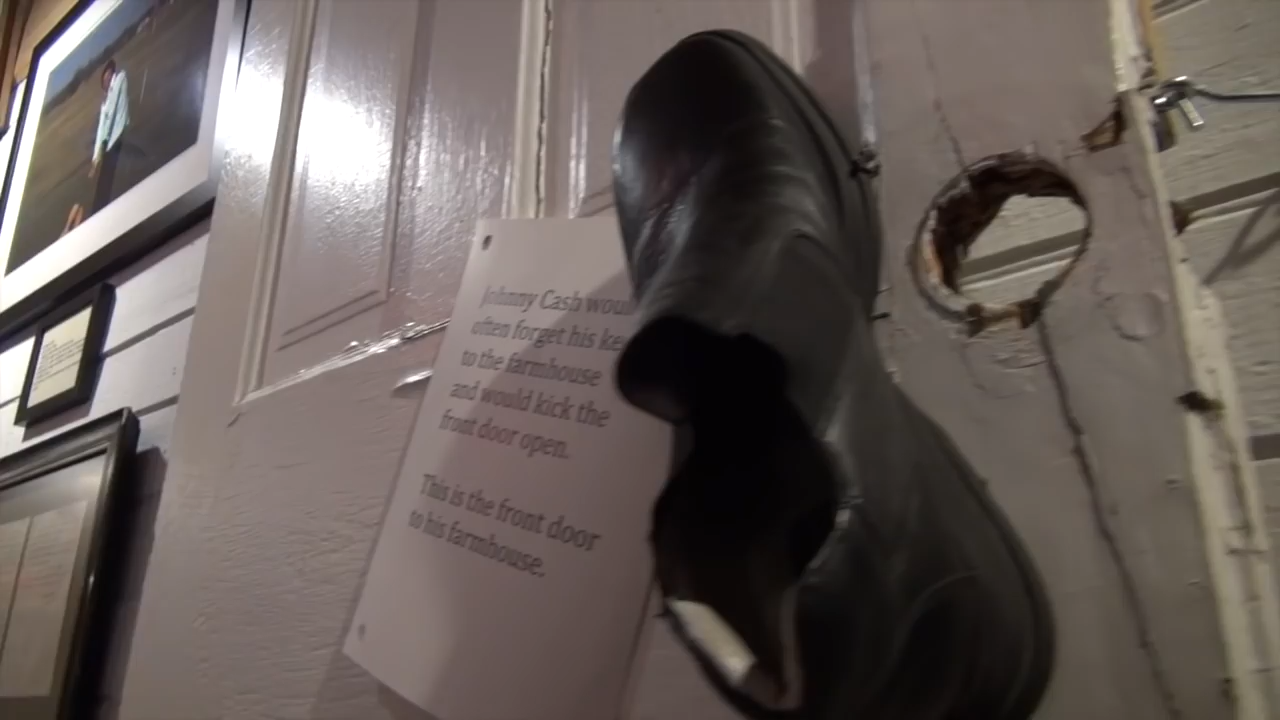 Johnny Cash
often forget his
to the farmhouse
and would kick the
front door open.
This is the front door
to his farmhouse.